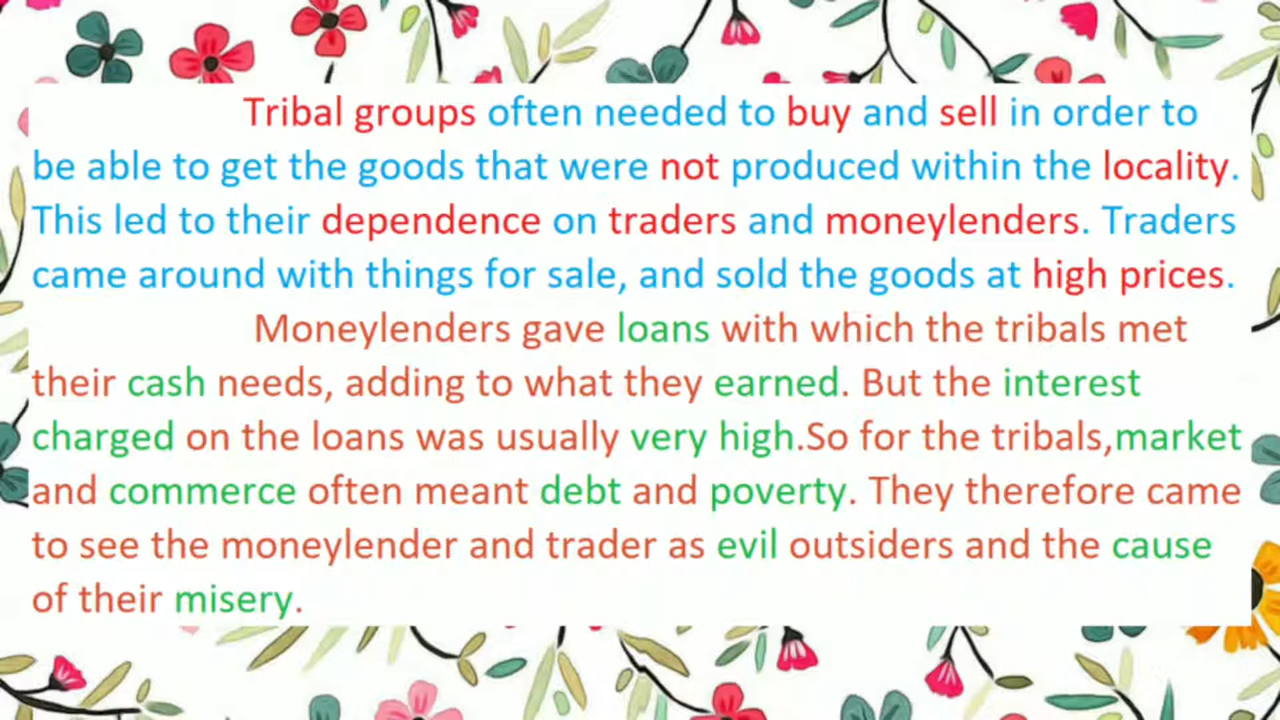 Tribal groups often needed to buy and sell in order to
be able to get the goods that were not produced within the locality.
This led to their dependence on traders and moneylenders. Traders
came around with things for sale, and sold the goods at high prices.
Moneylenders gave loans with which the tribals met
their cash needs, adding to what they earned. But the interest
charged on the loans was usually very high.So for the tribals,market
and commerce often meant debt and poverty. They therefore came
to see the moneylender and trader as evil outsiders and the cause
of their misery.